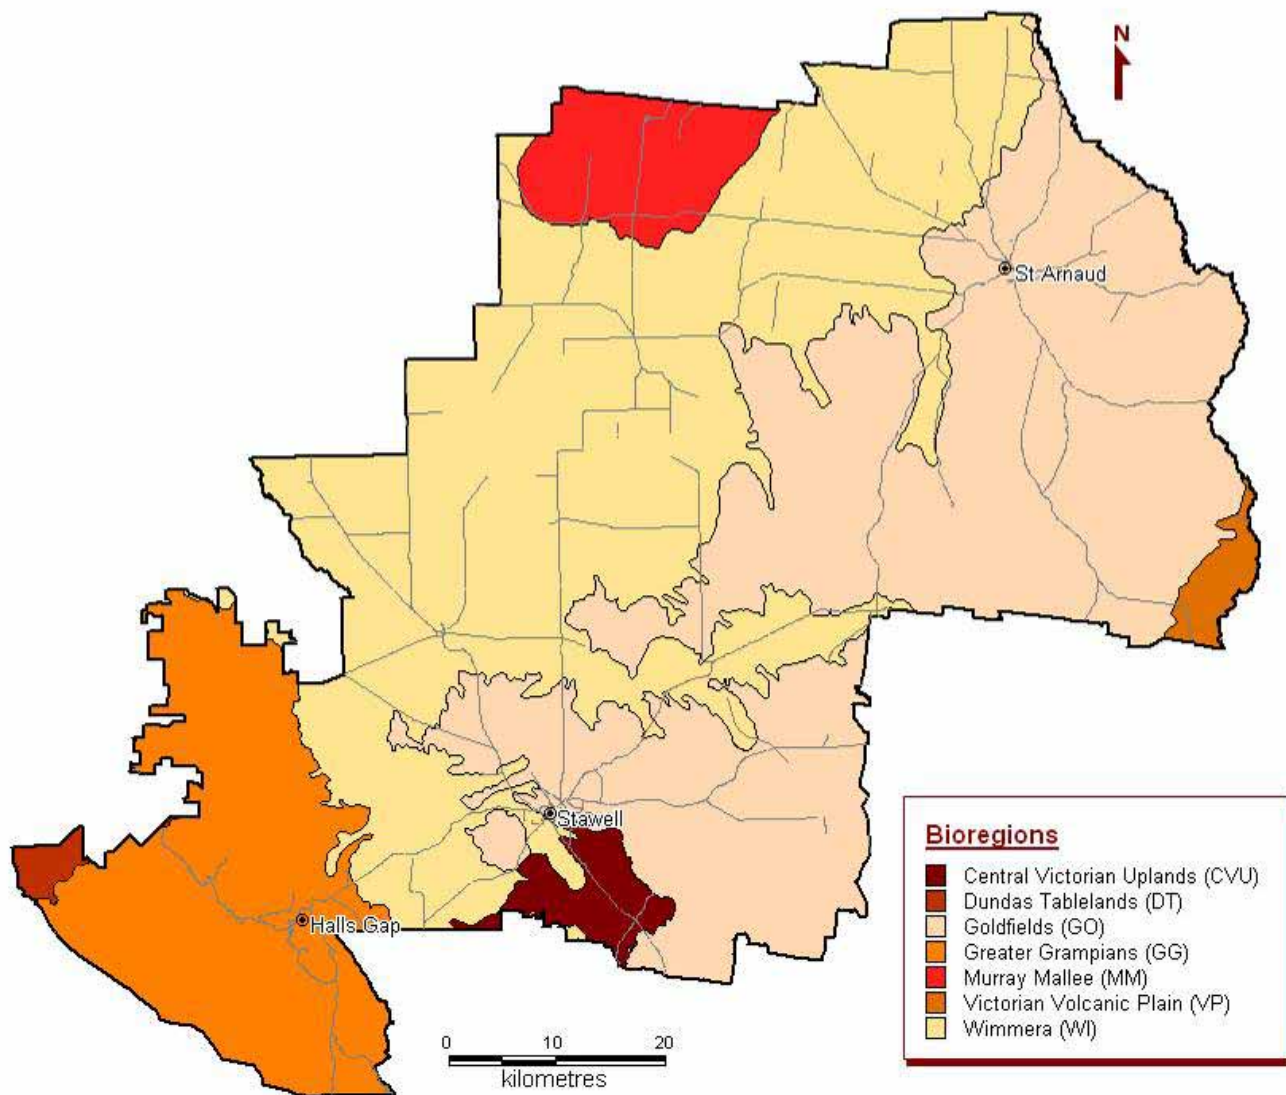 N
St Arnaud
Stawell
Halls Gap
Bioregions
Central Victorian Uplands (CVU)
Dundas Tablelands (DT)
Goldfields (GO)
Greater Grampians (GG)
Murray Mallee (MM)
Victorian Volcanic Plain (VP)
Wimmera (WI)
0 10 20
kilometres